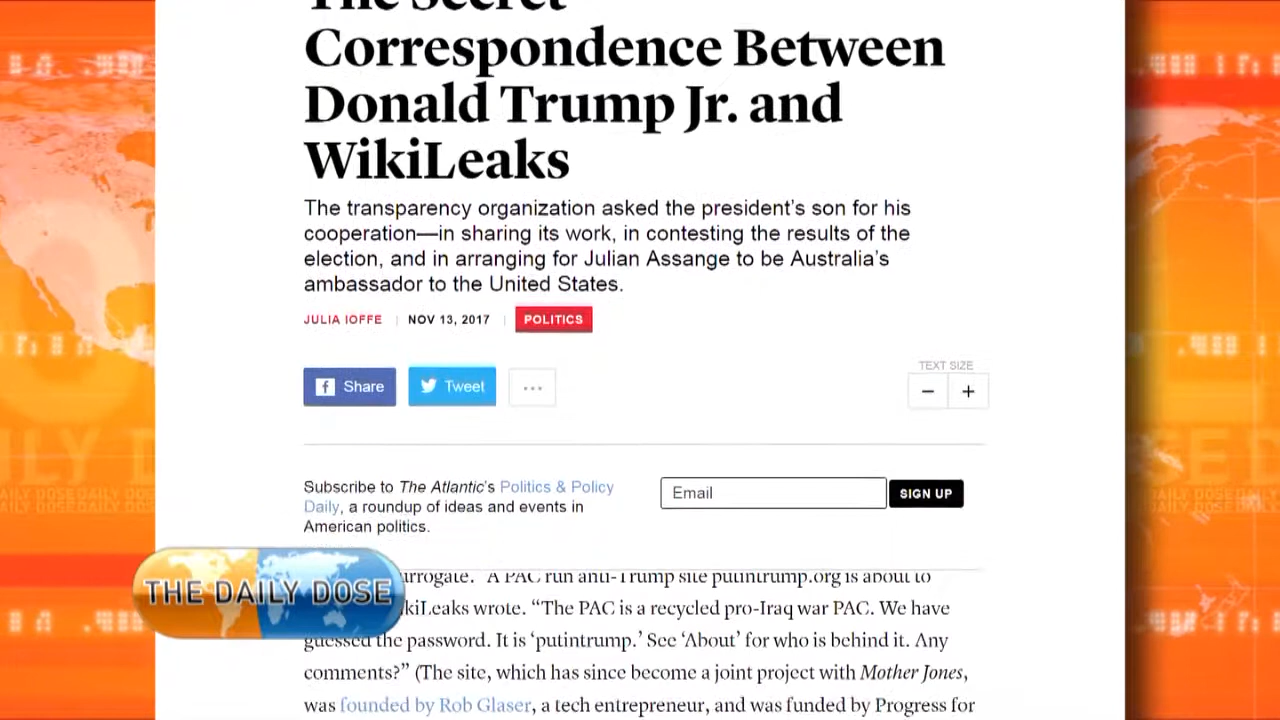 The Secret
Correspondence Between
Donald Trump Jr. and
WikiLeaks
The transparency organization asked the president's son for his
cooperation—in sharing its work, in contesting the results of the
election, and in arranging for Julian Assange to be Australia's
ambassador to the United States.
JULIA IOFFE | NOV 13, 2017 | POLITICS
Share Tweet ...
TEXT SIZE
− +
Subscribe to The Atlantic's Politics & Policy
Daily, a roundup of ideas and events in
American politics.
Email SIGN UP
THE DAILY DOSE
urrogate. “A PAC run anti-Trump site putintrump.org is about to
kiLeaks wrote. “The PAC is a recycled pro-Iraq war PAC. We have
guessed the password. It is ‘putintrump.’ See ‘About’ for who is behind it. Any
comments?” (The site, which has since become a joint project with Mother Jones,
was founded by Rob Glaser, a tech entrepreneur, and was funded by Progress for